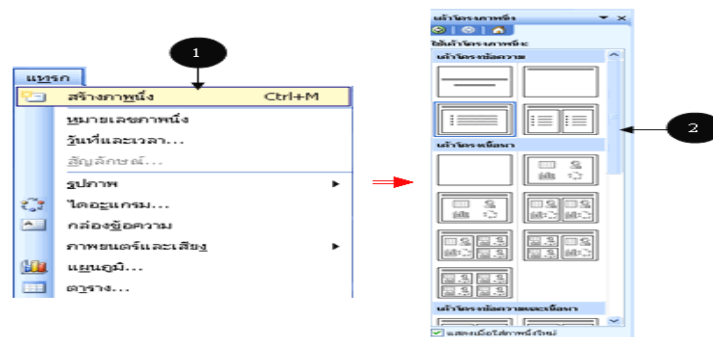 1
แทรก
สร้างภาพนิ่ง Ctrl+M
หมายเลขภาพนิ่ง
วันที่และเวลา...
สัญลักษณ์...
รูปภาพ
ไดอะแกรม...
กล่องข้อความ
ภาพยนตร์และเสียง
แผนภูมิ...
ตาราง...
เค้าโครงภาพนิ่ง
ใช้เค้าโครงภาพนิ่ง:
เค้าโครงข้อความ
2
เค้าโครงเนื้อหา
เค้าโครงข้อความและเนื้อหา
แสดงเมื่อใส่ภาพนิ่งใหม่